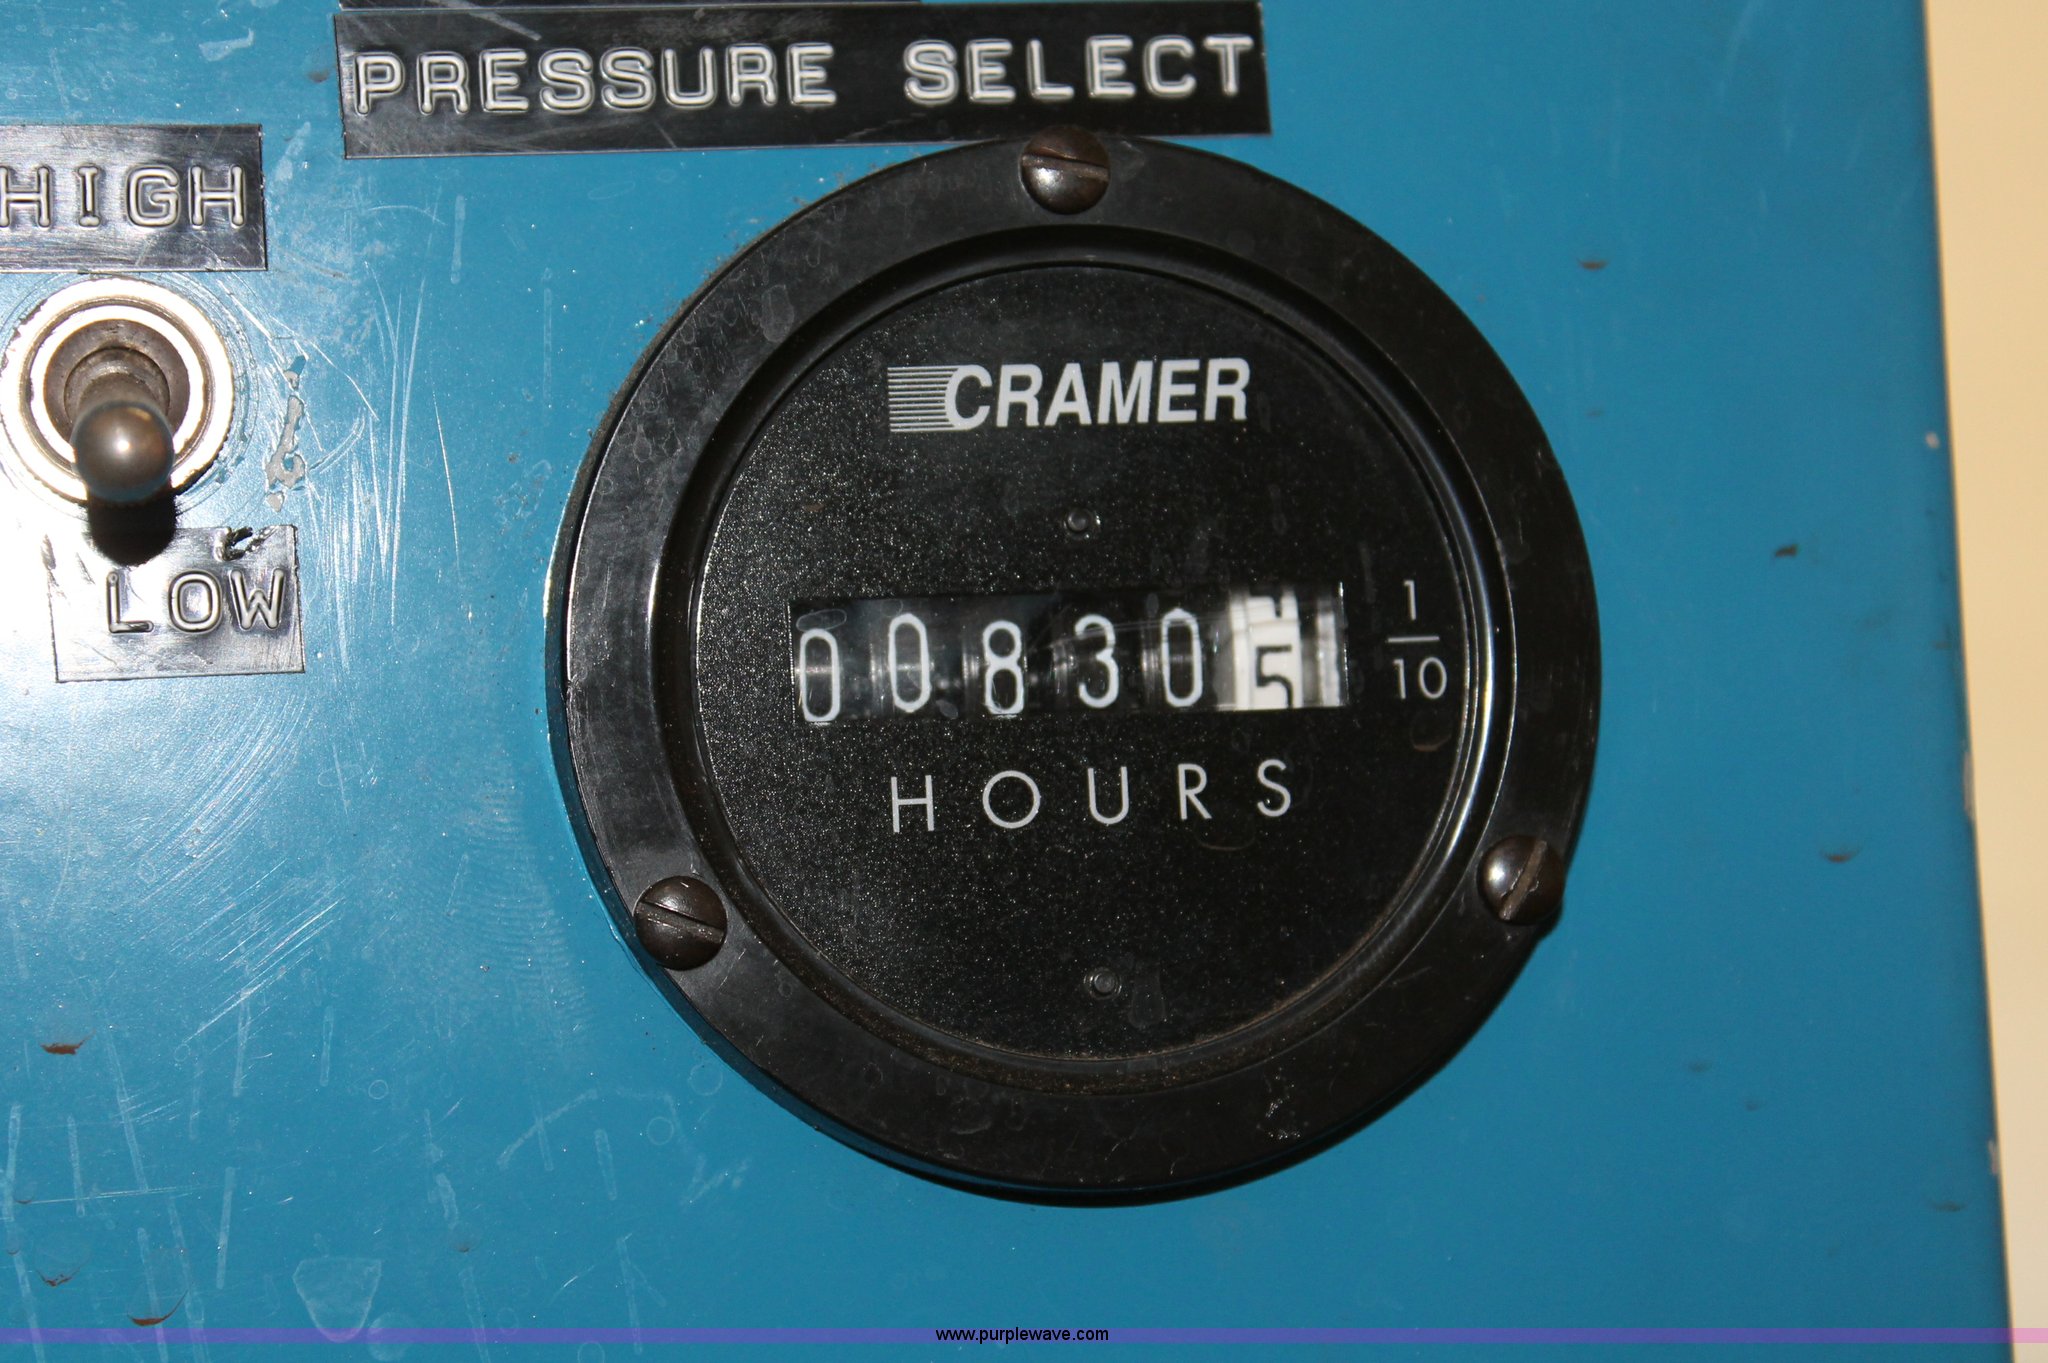 PRESSURE SELECT
HIGH
LOW
CRAMER
008305
1
10
HOURS
www.purplewave.com